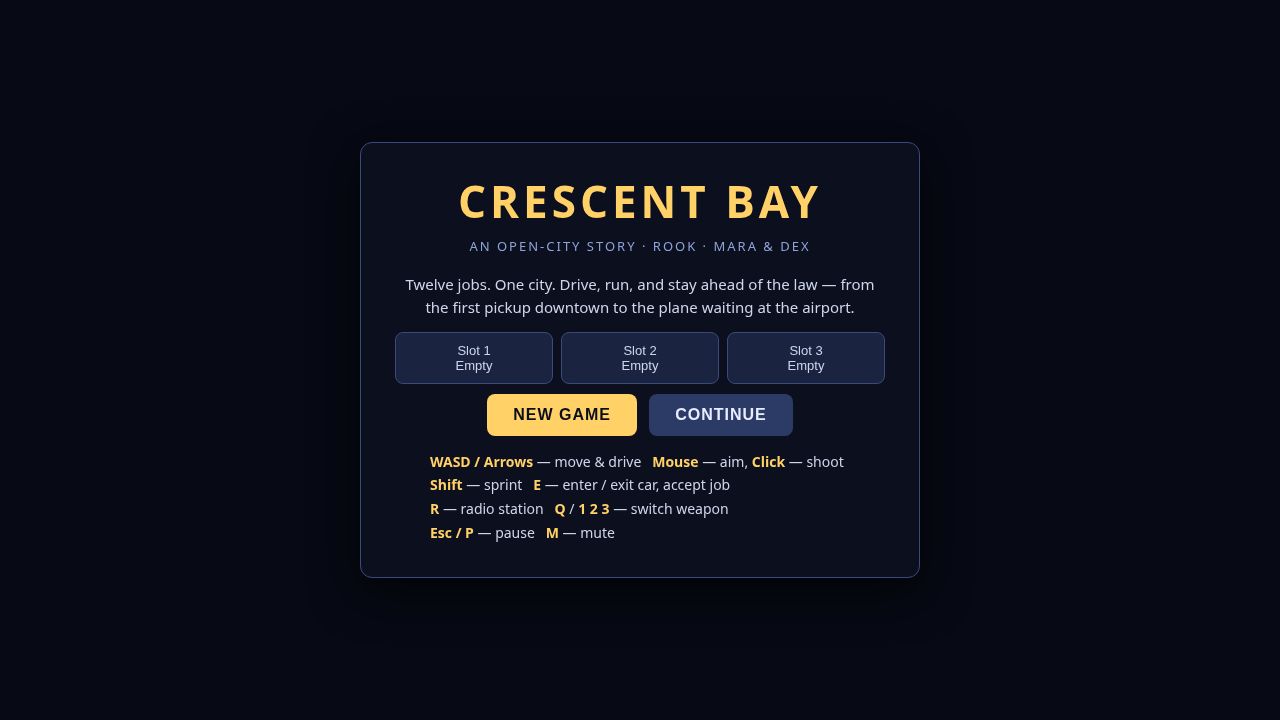 CRESCENT BAY
AN OPEN-CITY STORY · ROOK · MARA & DEX
Twelve jobs. One city. Drive, run, and stay ahead of the law — from
the first pickup downtown to the plane waiting at the airport.
Slot 1
Empty
Slot 2
Empty
Slot 3
Empty
NEW GAME
CONTINUE
WASD / Arrows — move & drive Mouse — aim, Click — shoot
Shift — sprint E — enter / exit car, accept job
R — radio station Q / 1 2 3 — switch weapon
Esc / P — pause M — mute